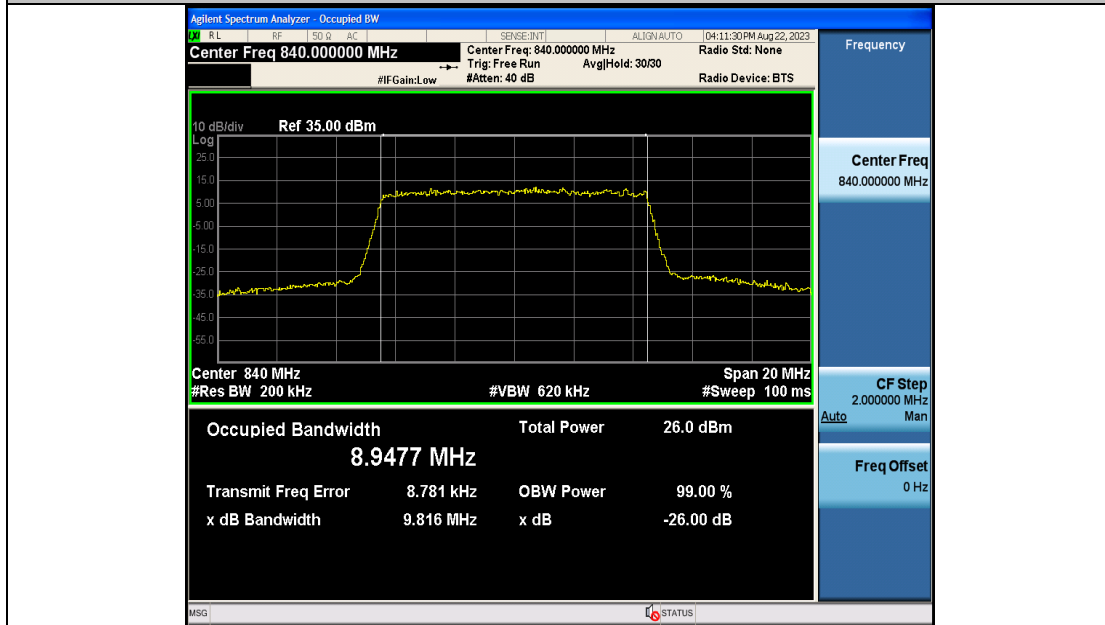 Agilent Spectrum Analyzer - Occupied BW
LXI RL RF 50 Ω AC SENSE:INT ALIGN AUTO 04:11:30 PM Aug 22, 2023
Center Freq 840.000000 MHz
Center Freq: 840.000000 MHz
Radio Std: None
Trig: Free Run Avg|Hold: 30/30
#IFGain:Low #Atten: 40 dB Radio Device: BTS
Frequency
10 dB/div Ref 35.00 dBm
Log
25.0
15.0
5.00
-5.00
-15.0
-25.0
-35.0
-45.0
-55.0
Center 840 MHz Span 20 MHz
#Res BW 200 kHz #VBW 620 kHz #Sweep 100 ms
Center Freq
840.000000 MHz
CF Step
2.000000 MHz
Auto Man
Freq Offset
0 Hz
Occupied Bandwidth Total Power 26.0 dBm
8.9477 MHz
Transmit Freq Error 8.781 kHz OBW Power 99.00 %
x dB Bandwidth 9.816 MHz x dB -26.00 dB
MSG STATUS